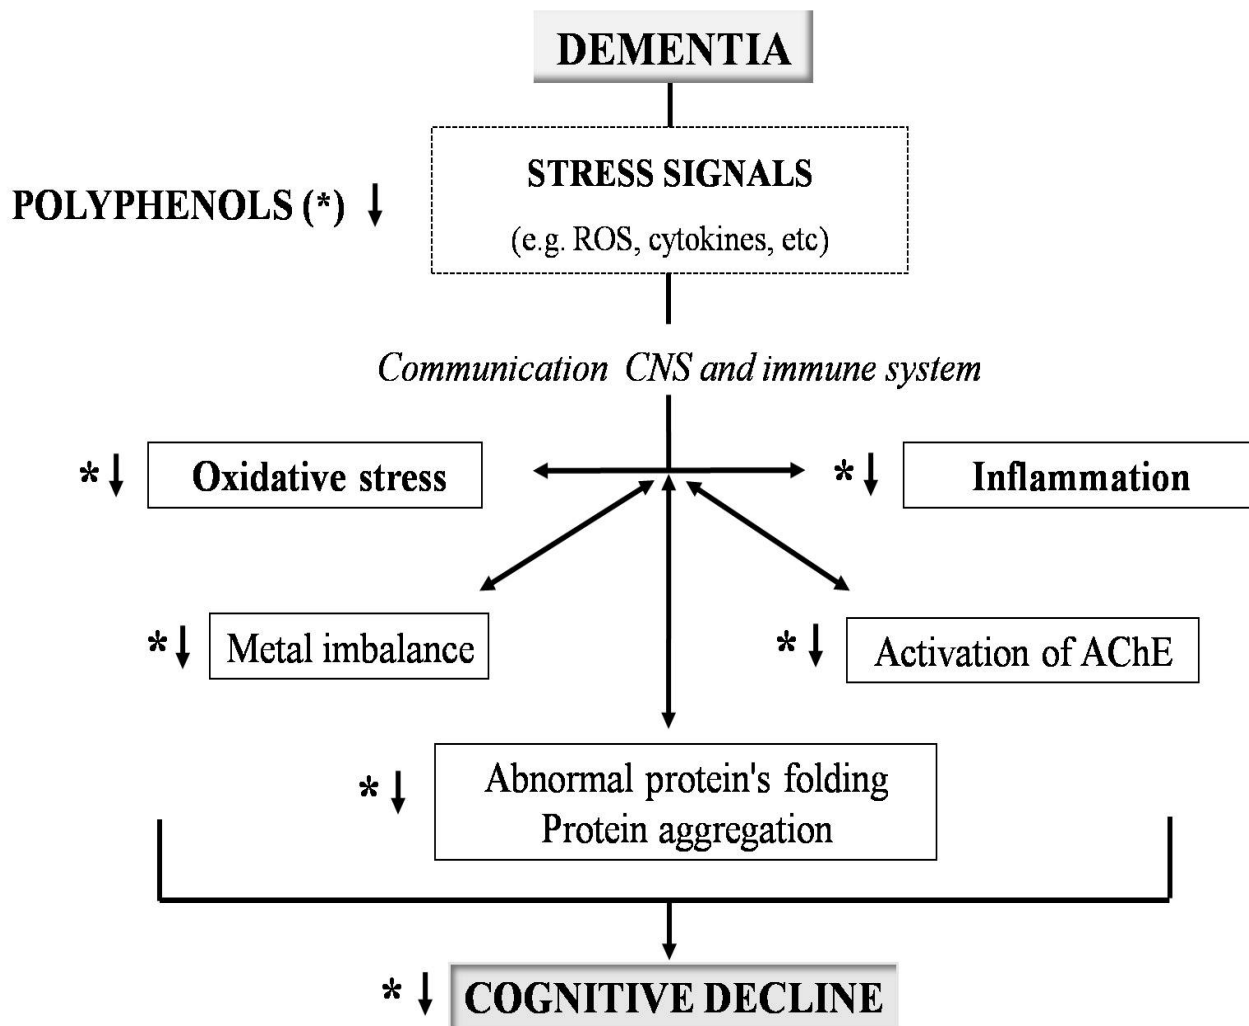 DEMENTIA
STRESS SIGNALS
POLYPHENOLS (*) ↓
(e.g. ROS, cytokines, etc)
Communication CNS and immune system
* ↓ Oxidative stress
* ↓ Inflammation
* ↓ Metal imbalance
* ↓ Activation of AChE
* ↓ Abnormal protein's folding
Protein aggregation
* ↓ COGNITIVE DECLINE